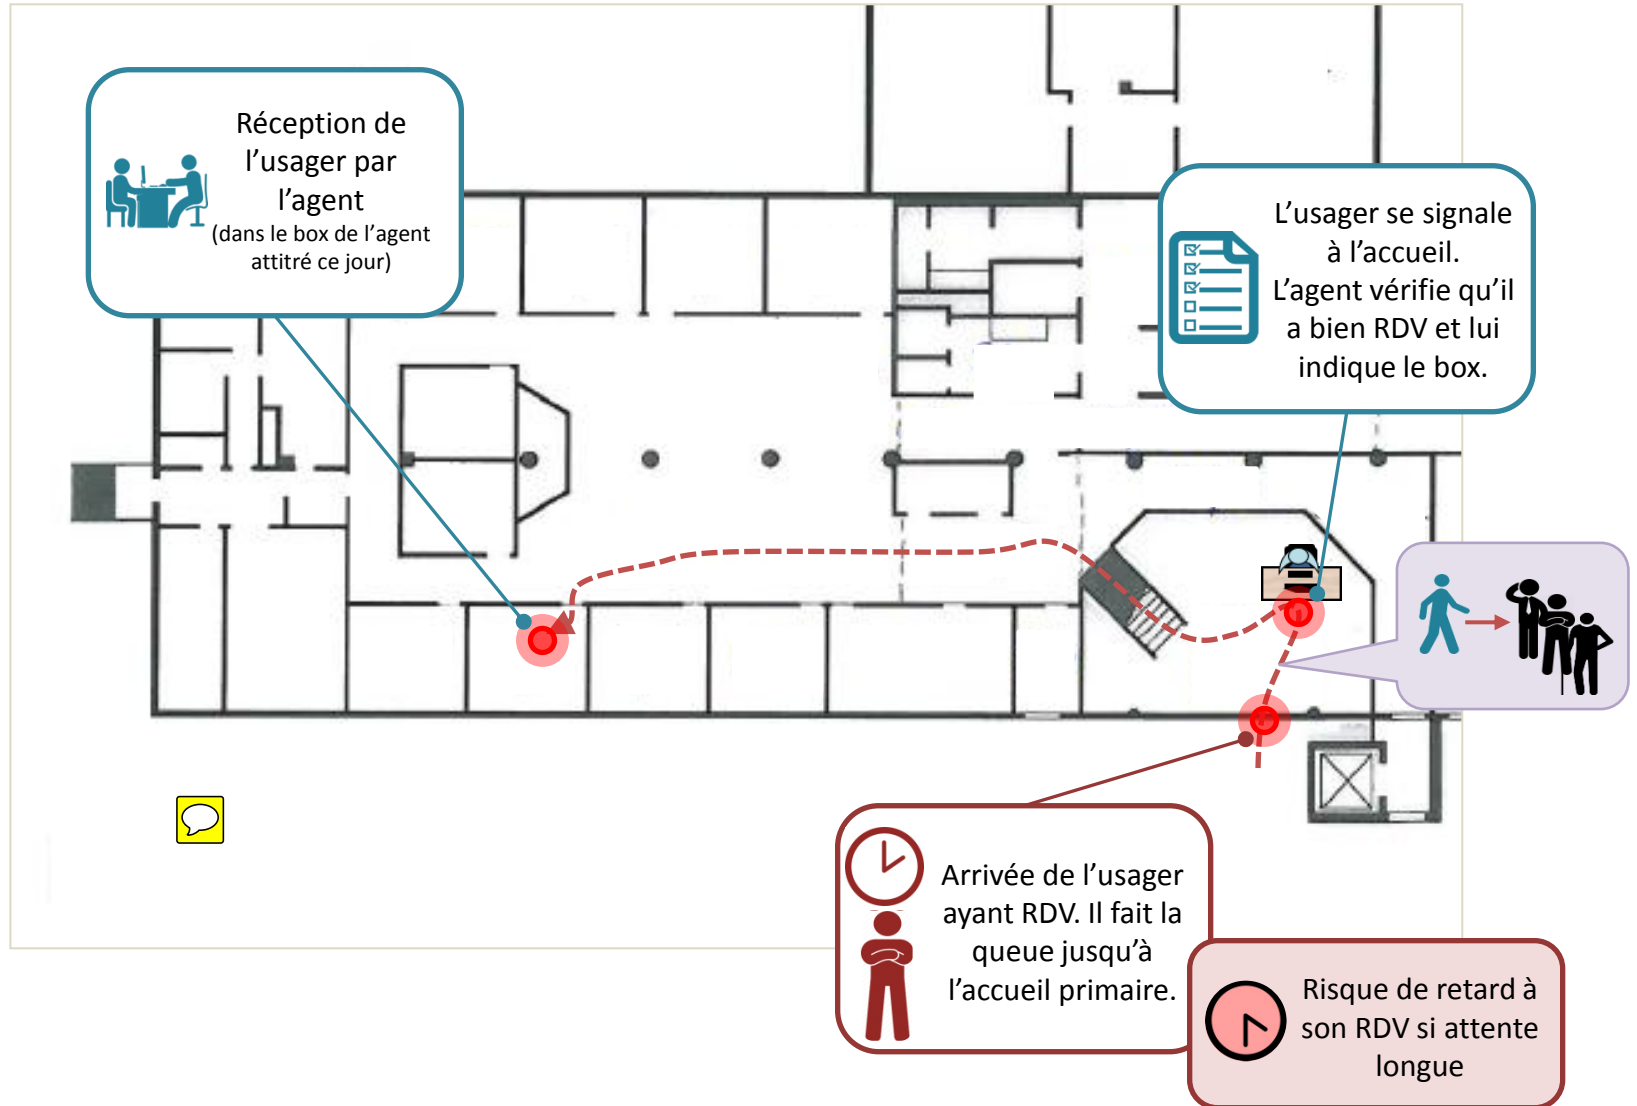 Réception de
l’usager par
l’agent
(dans le box de l’agent
attitré ce jour)
L’usager se signale
à l’accueil.
L’agent vérifie qu’il
a bien RDV et lui
indique le box.
Arrivée de l’usager
ayant RDV. Il fait la
queue jusqu’à
l’accueil primaire.
Risque de retard à
son RDV si attente
longue